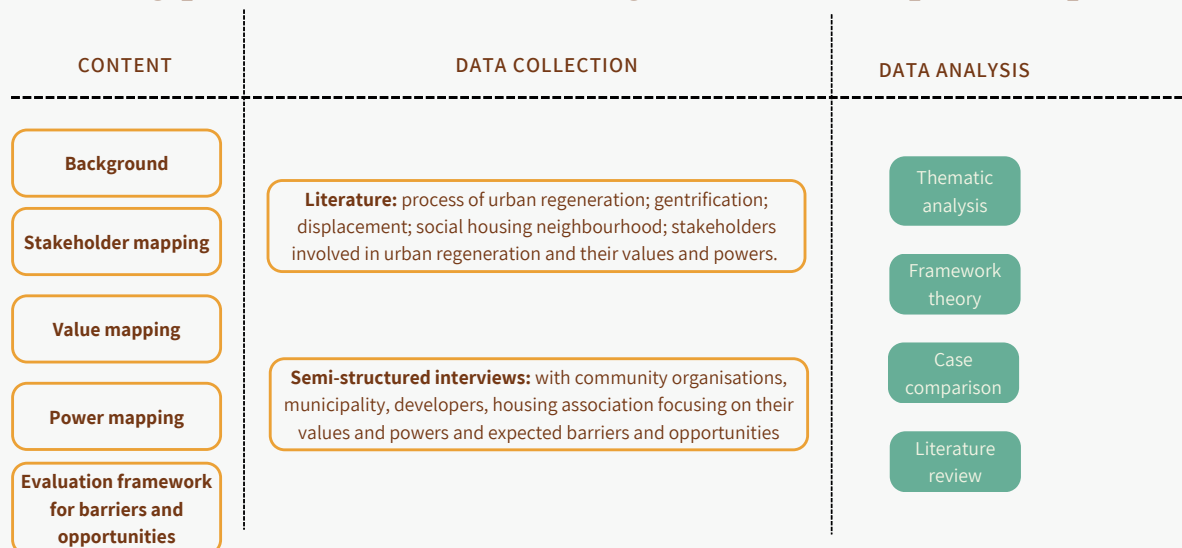 CONTENT
DATA COLLECTION
DATA ANALYSIS
Background
Stakeholder mapping
Value mapping
Power mapping
Evaluation framework
for barriers and
opportunities
Literature: process of urban regeneration; gentrification;
displacement; social housing neighbourhood; stakeholders
involved in urban regeneration and their values and powers.
Semi-structured interviews: with community organisations,
municipality, developers, housing association focusing on their
values and powers and expected barriers and opportunities
Thematic
analysis
Framework
theory
Case
comparison
Literature
review